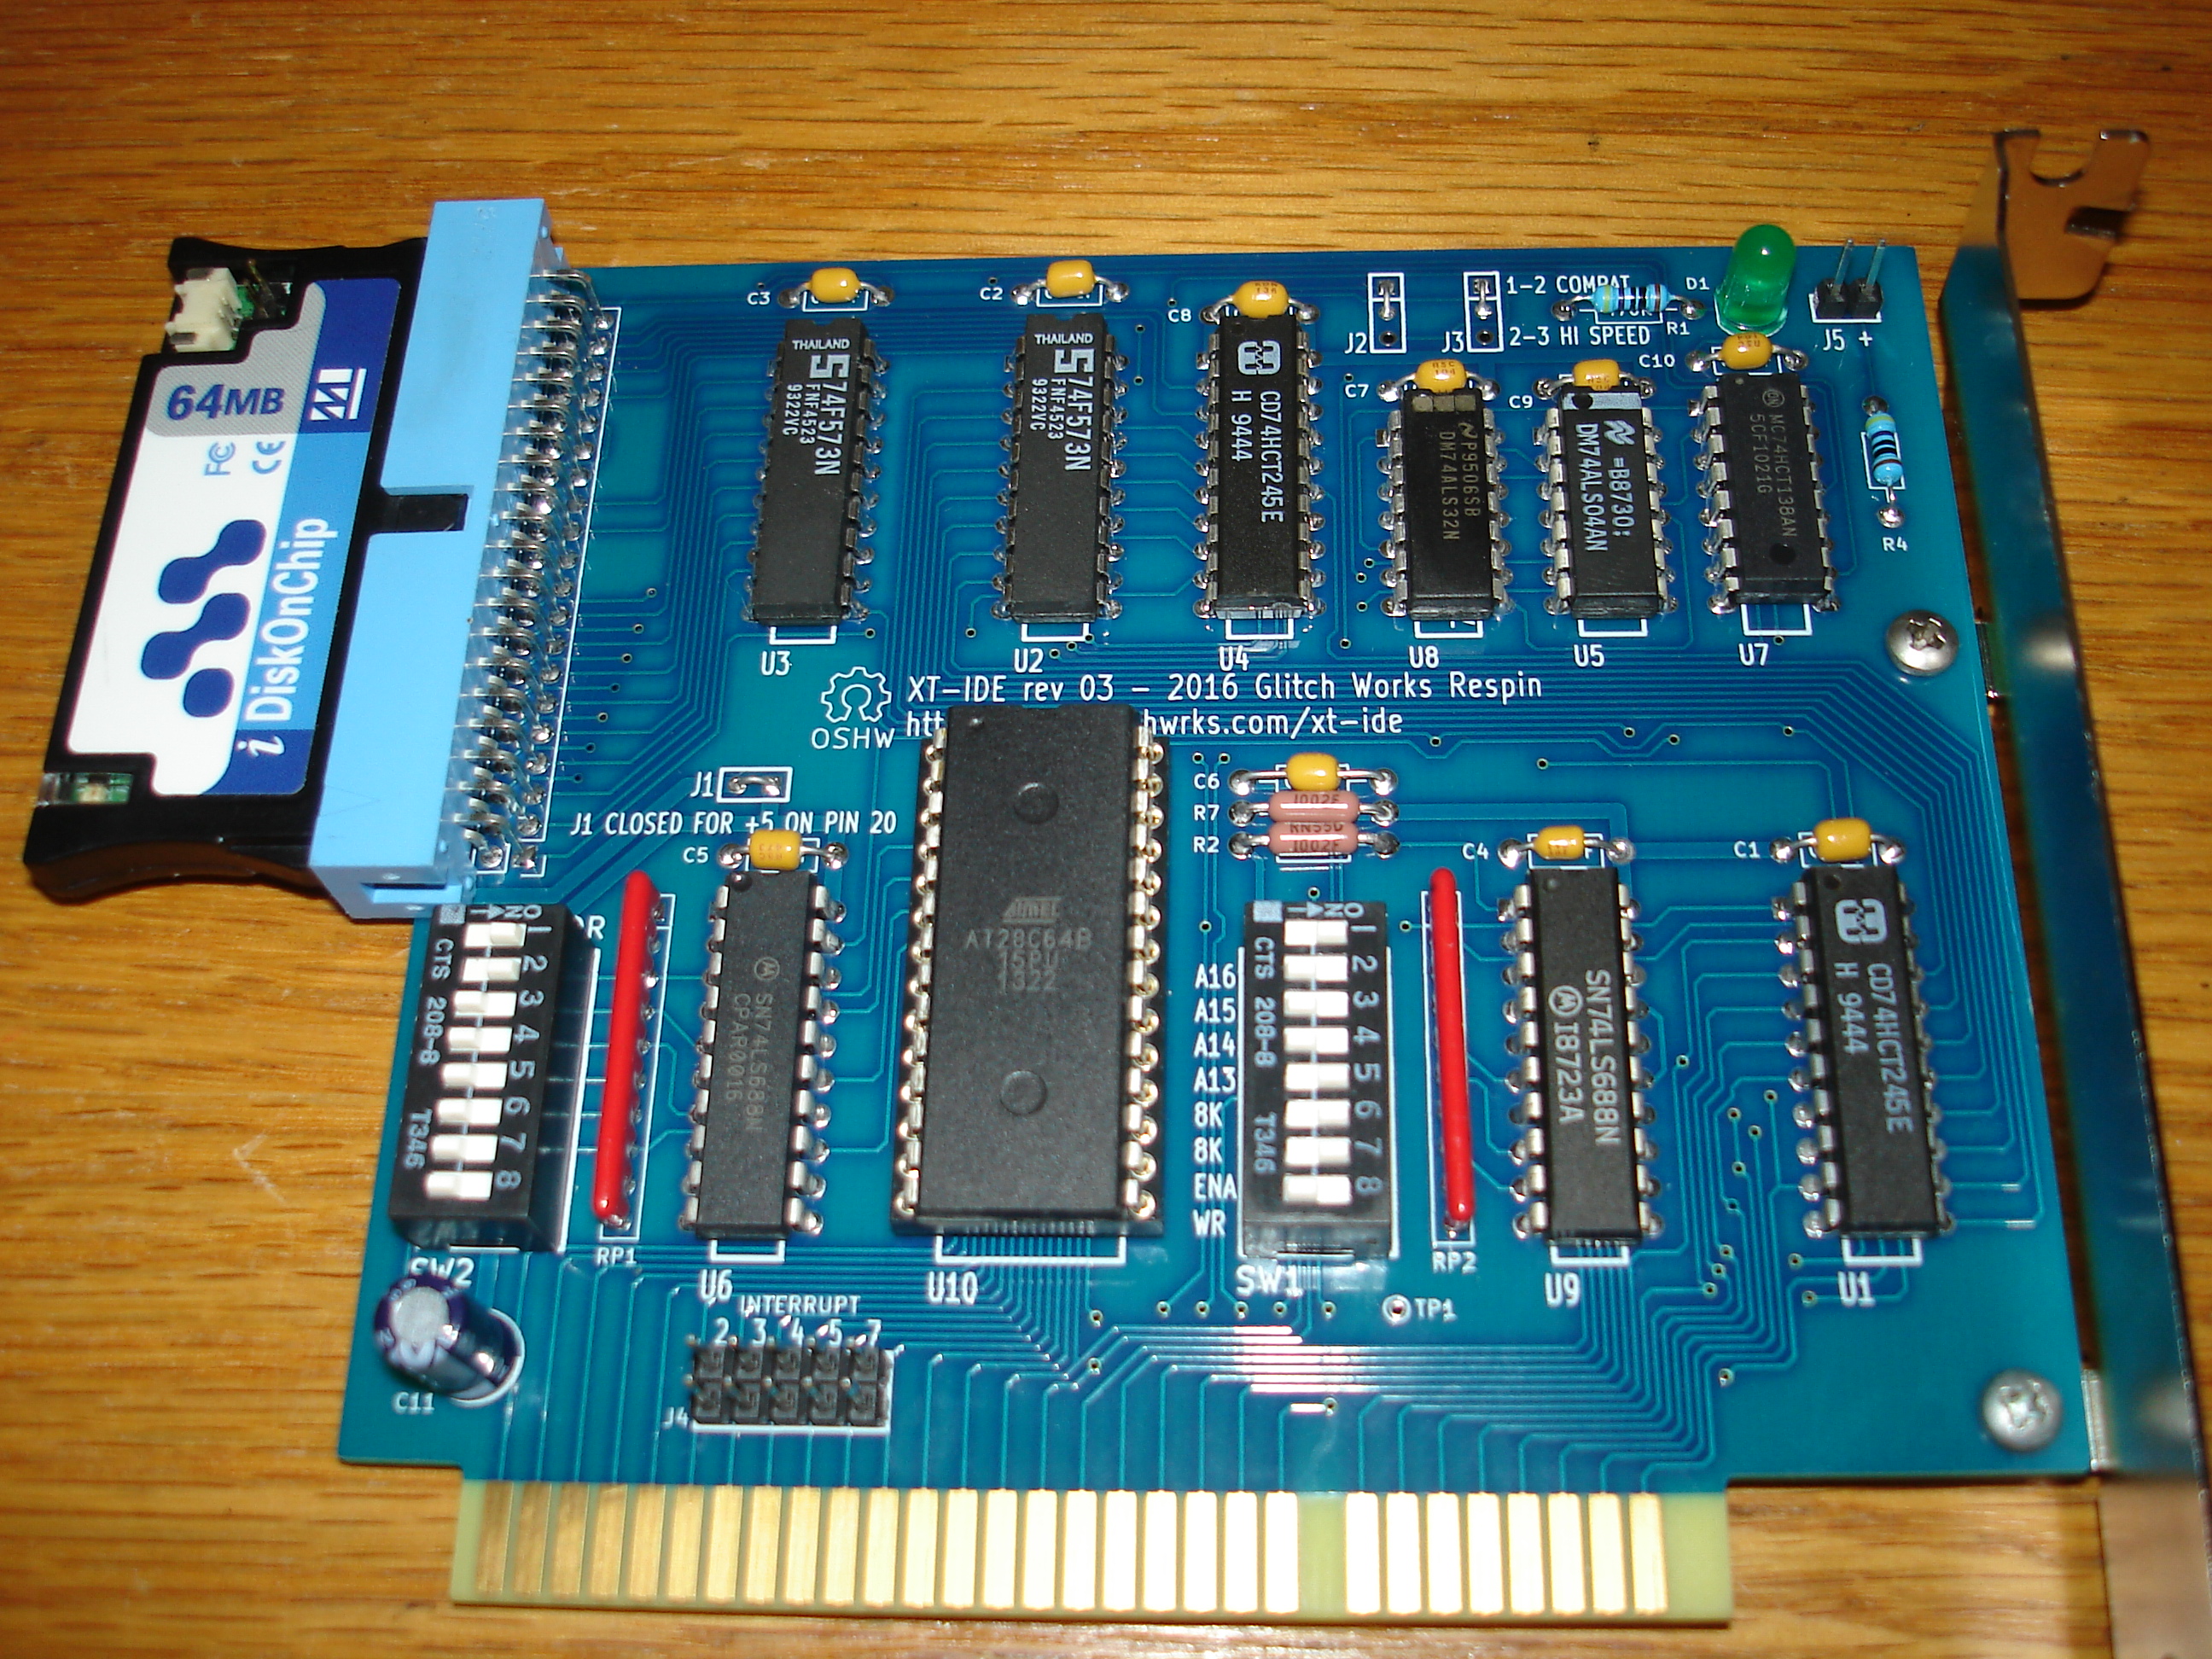 64MB
FC CE
i DiskOnChip
C3
THAILAND
S 74F573N
FNF4523
9322VC
U3
C2
THAILAND
S 74F573N
FNF4523
9322VC
U2
C8
CD74HCT245E
H 9444
U4
J2
J3
1-2 COMPAT
2-3 HI SPEED
R1
D1
J5 +
C7
P9506SB
DM74ALS32N
U8
C9
DM74ALS04AN
U5
C10
MC74HCT138AN
U7
R4
OSHW
XT-IDE rev 03 - 2016 Glitch Works Respin
hwrks.com/xt-ide
J1
J1 CLOSED FOR +5 ON PIN 20
C5
SN74LS688N
CPAR0016
U6
ATMEL
AT28C64B
15PU
1322
U10
C6
R7
R2
ON
1 2 3 4 5 6 7 8
CTS 208-8 T346
SW2
RP1
A16
A15
A14
A13
8K
8K
ENA
WR
ON
1 2 3 4 5 6 7 8
CTS 208-8 T346
SW1
RP2
C4
SN74LS688N
I8723A
U9
C1
CD74HCT245E
H 9444
U1
C11
INTERRUPT
2 3 4 5 7
J4
TP1